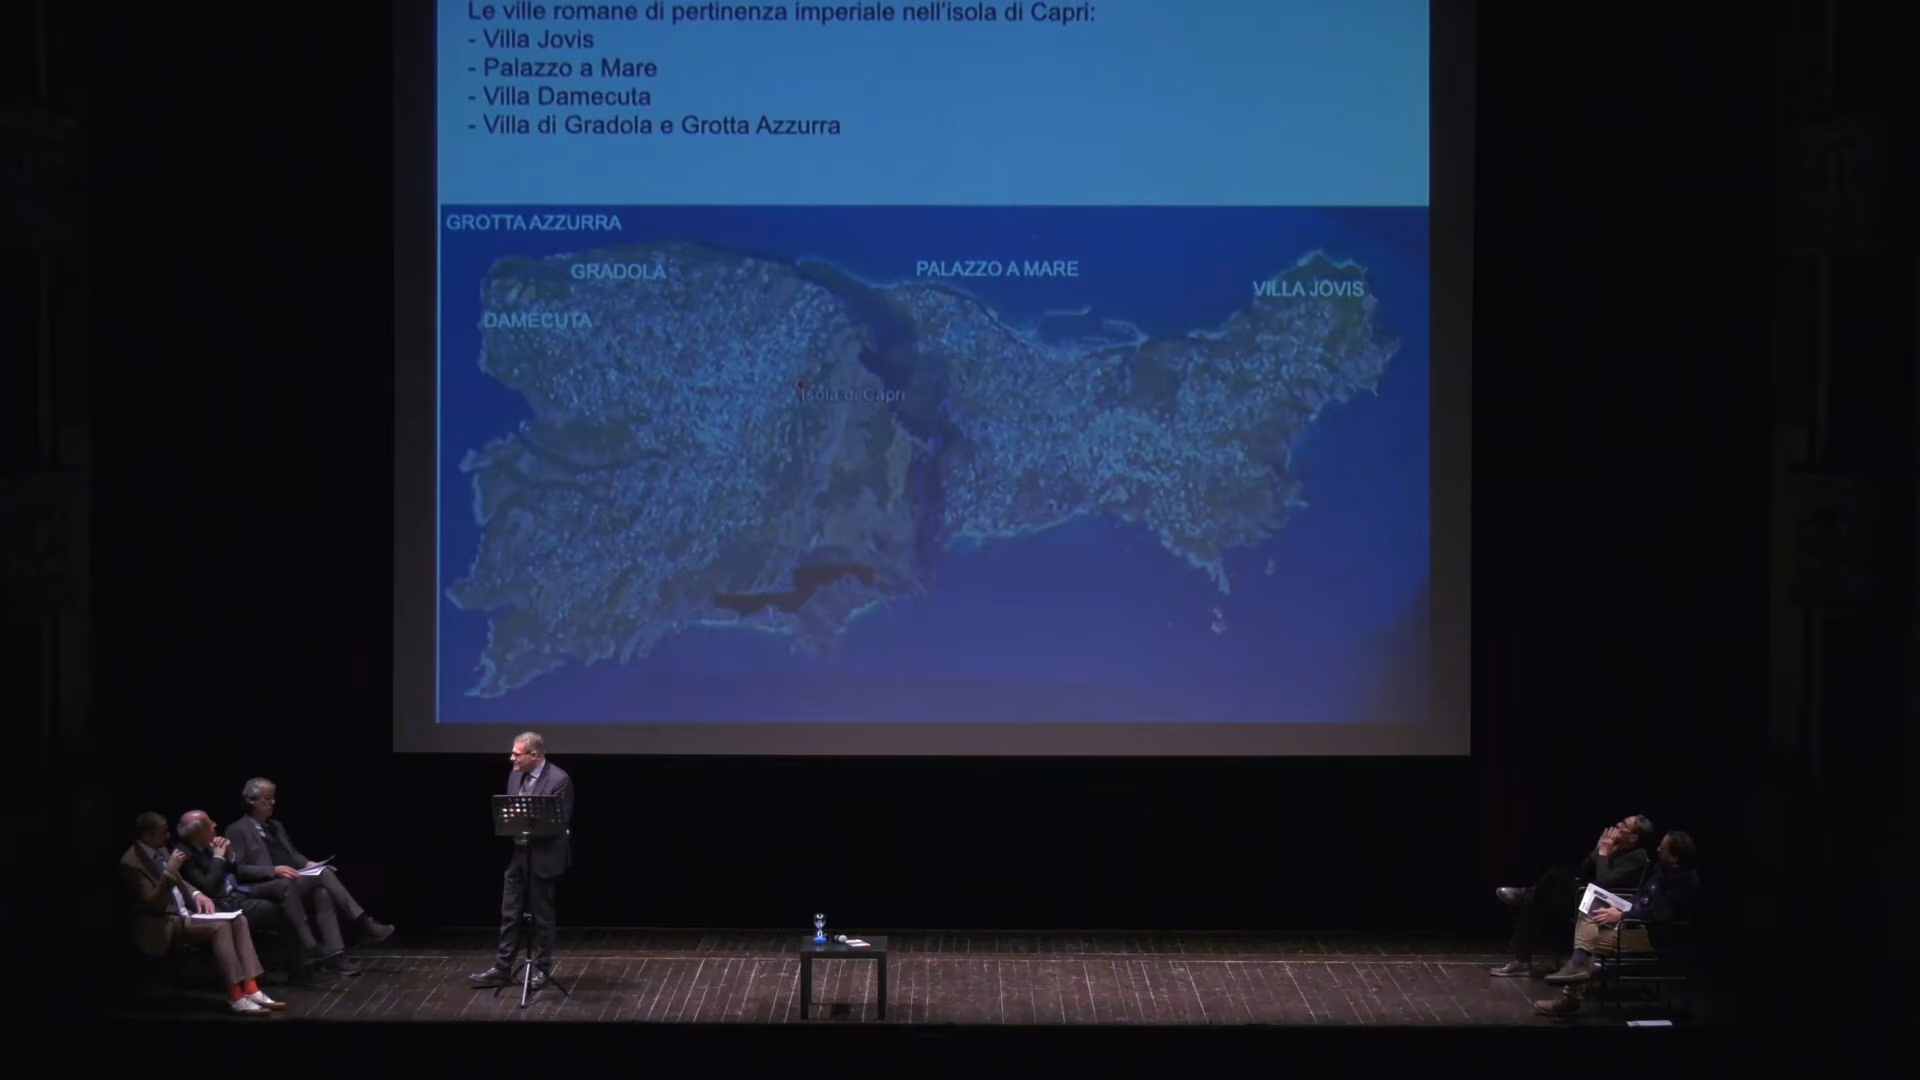 Le ville romane di pertinenza imperiale nell'isola di Capri:
- Villa Jovis
- Palazzo a Mare
- Villa Damecuta
- Villa di Gradola e Grotta Azzurra
GROTTA AZZURRA
GRADOLA
PALAZZO A MARE
VILLA JOVIS
DAMECUTA
Isola di Capri